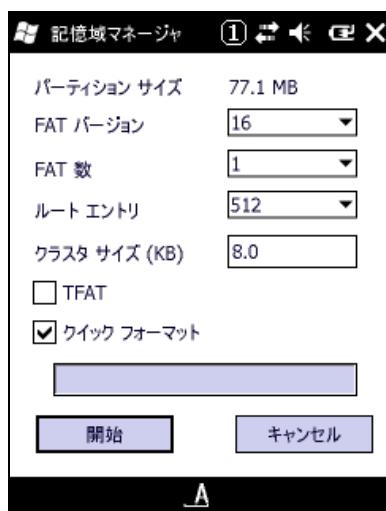 記憶域マネージャ 1
パーティション サイズ 77.1 MB
FAT バージョン 16
FAT 数 1
ルート エントリ 512
クラスタ サイズ (KB) 8.0
TFAT
クイック フォーマット
開始 キャンセル
A